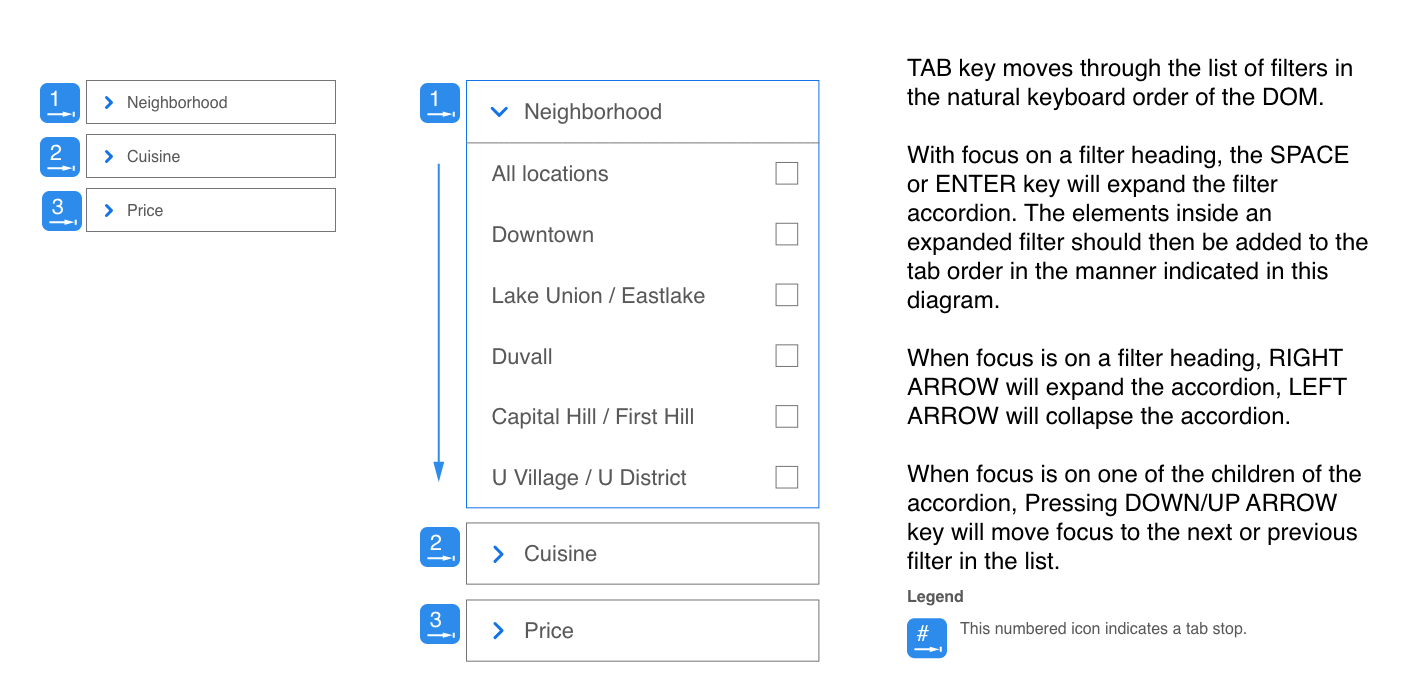 1
Neighborhood
2
Cuisine
3
Price
1
Neighborhood
All locations
Downtown
Lake Union / Eastlake
Duvall
Capital Hill / First Hill
U Village / U District
2
Cuisine
3
Price
TAB key moves through the list of filters in
the natural keyboard order of the DOM.
With focus on a filter heading, the SPACE
or ENTER key will expand the filter
accordion. The elements inside an
expanded filter should then be added to the
tab order in the manner indicated in this
diagram.
When focus is on a filter heading, RIGHT
ARROW will expand the accordion, LEFT
ARROW will collapse the accordion.
When focus is on one of the children of the
accordion, Pressing DOWN/UP ARROW
key will move focus to the next or previous
filter in the list.
Legend
#
This numbered icon indicates a tab stop.